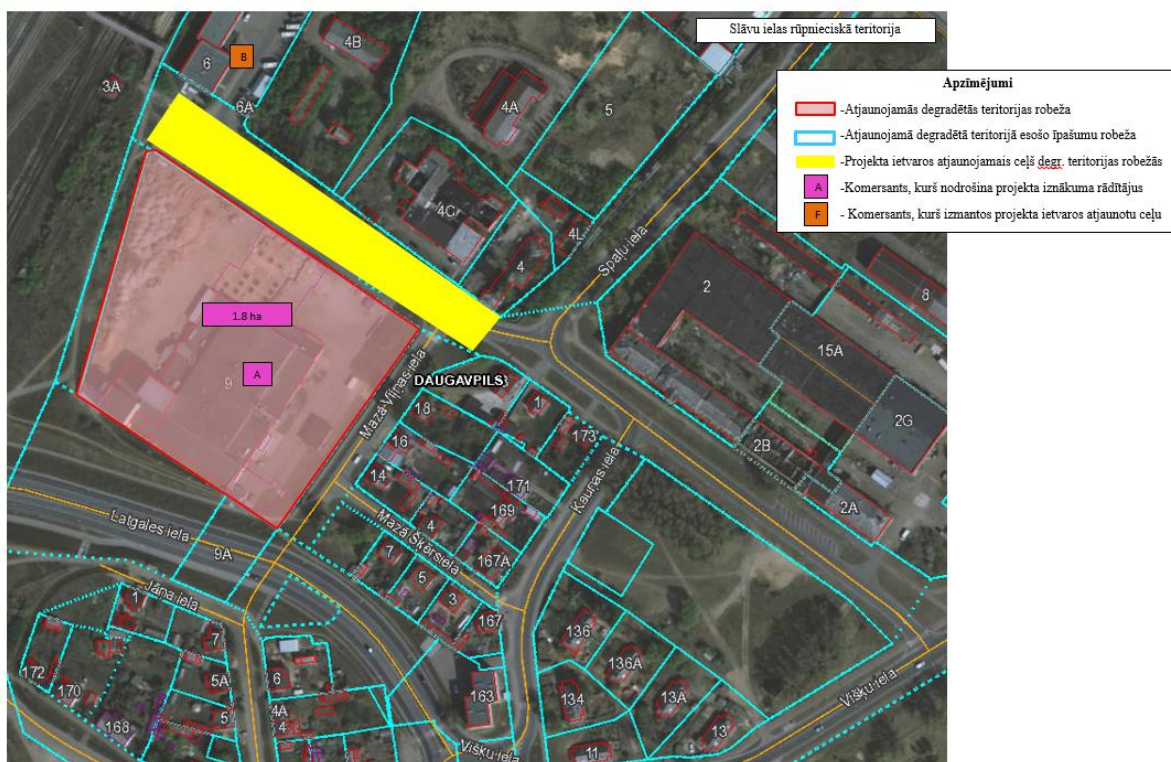 Slāvu ielas rūpnieciskā teritorija
Apzīmējumi
-Atjaunojamās degradētās teritorijas robeža
-Atjaunojamā degradētā teritorijā esošo īpašumu robeža
-Projekta ietvaros atjaunojamais ceļš degr. teritorijas robežās
A -Komersants, kurš nodrošina projekta iznākuma rādītājus
F - Komersants, kurš izmantos projekta ietvaros atjaunotu ceļu
4B
6
B
3A
6A
4A
5
4C
4L
4
Spaļu iela
2
8
15A
2G
2B
2A
1.8 ha
9
A
Mazā Viļņas iela
DAUGAVPILS
18
1
173
16
171
14
169
4
167A
Kauņas iela
Mazā Šķērsiela
7
5
3
167
Latgales iela
9A
Jāņa iela
1
7
172
170
5A
168
5
6
4A
4
163
136
136A
134
13A
13
11
Višķu iela
Višķu iela